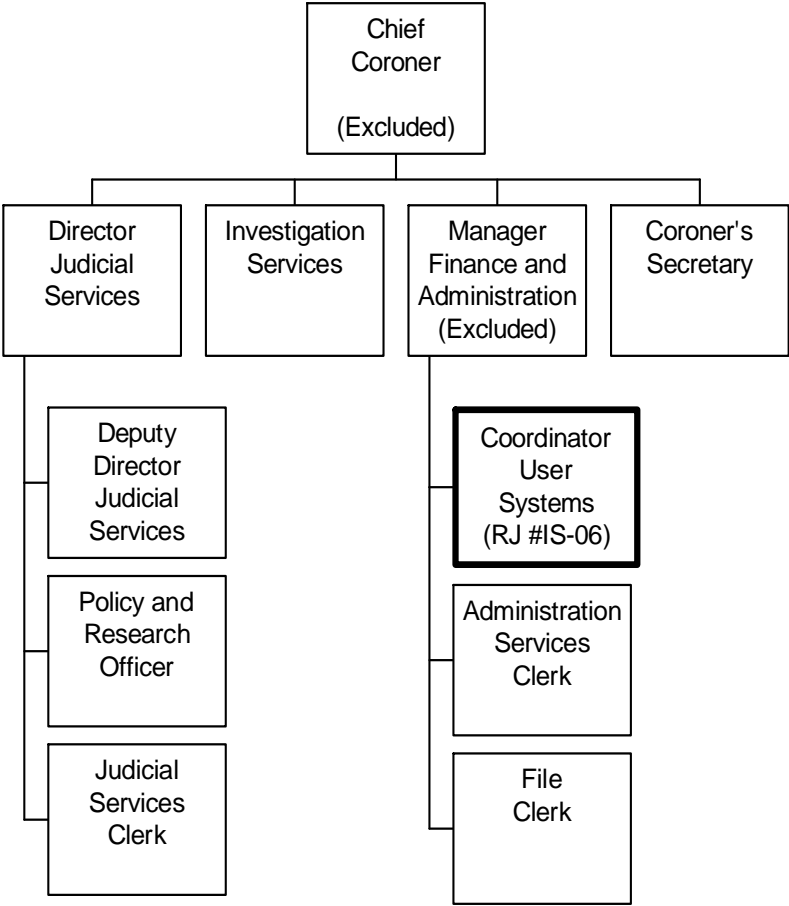 Chief
Coroner
(Excluded)
Director
Judicial
Services
Investigation
Services
Manager
Finance and
Administration
(Excluded)
Coroner's
Secretary
Deputy
Director
Judicial
Services
Policy and
Research
Officer
Judicial
Services
Clerk
Coordinator
User
Systems
(RJ #IS-06)
Administration
Services
Clerk
File
Clerk